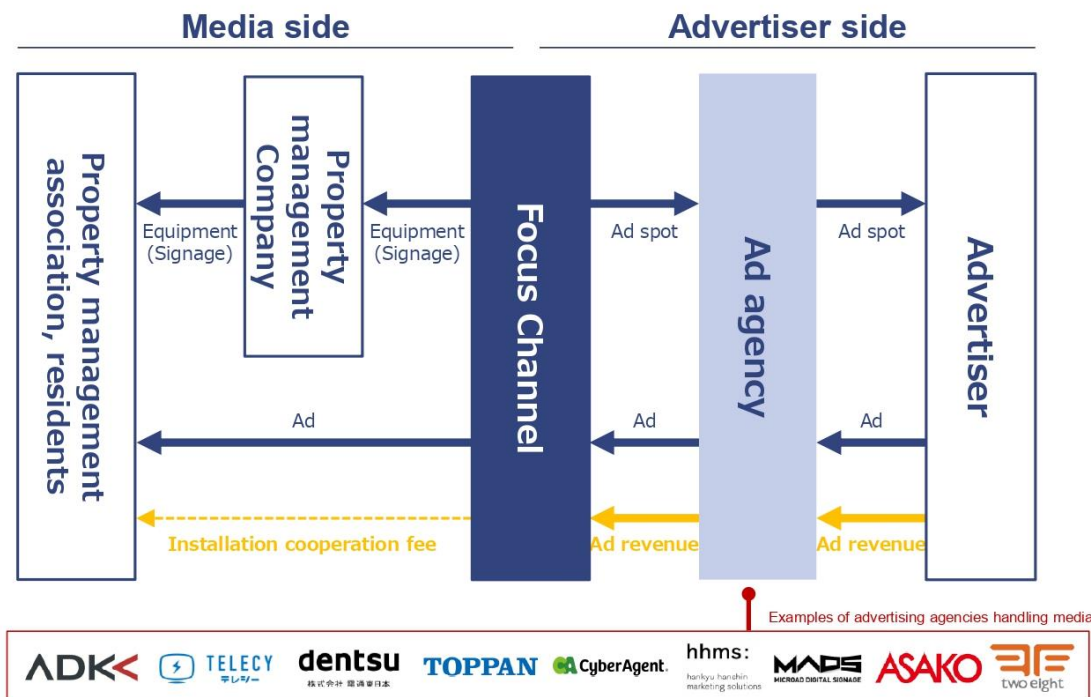 Media side
Advertiser side
Property management
association, residents
Property
management
Company
Focus Channel
Ad agency
Advertiser
Equipment
(Signage)
Equipment
(Signage)
Ad spot
Ad spot
Ad
Ad
Ad
Installation cooperation fee
Ad revenue
Ad revenue
Examples of advertising agencies handling media
ADK
TELECY
テレシー
dentsu
株式会社 電通東日本
TOPPAN
CA CyberAgent.
hhms:
hankyu hanshin
marketing solutions
MADS
MICROAD DIGITAL SIGNAGE
ASAKO
two eight